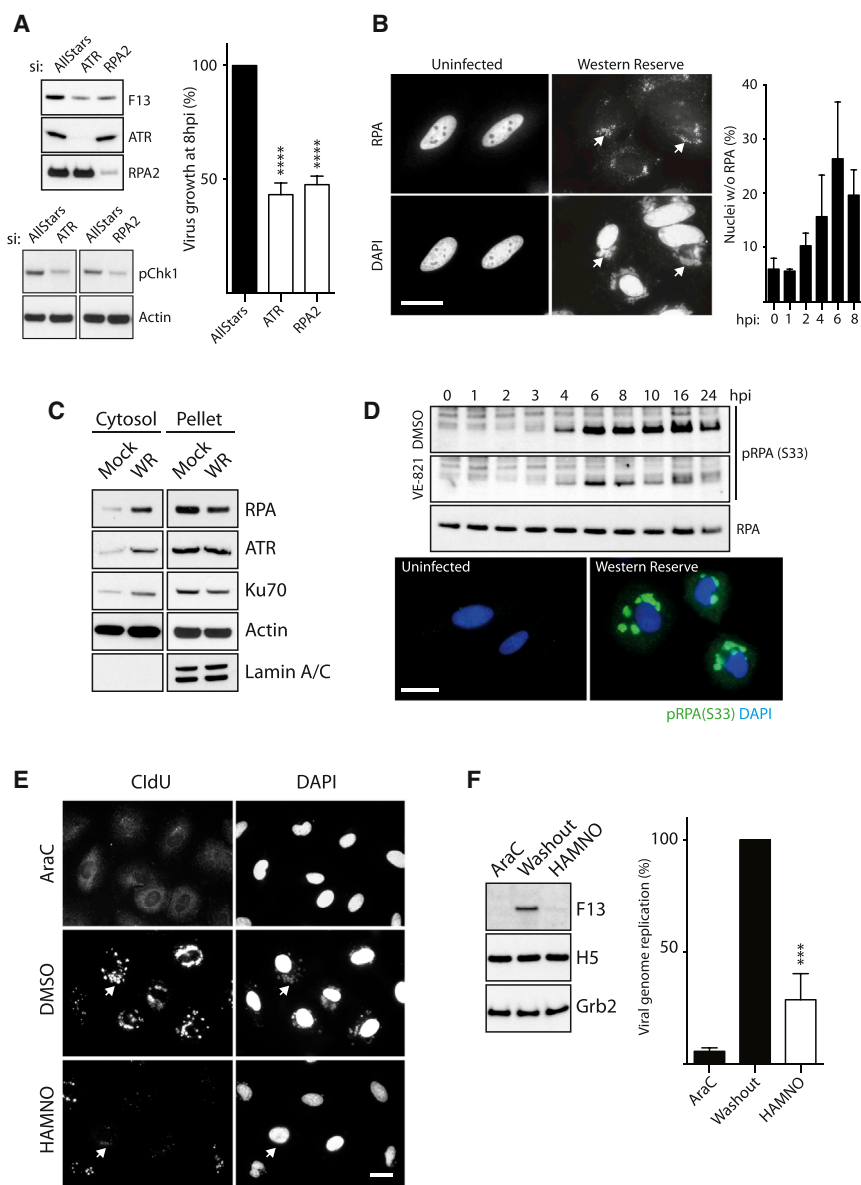 A
si:
AllStars
ATR
RPA2
F13
ATR
RPA2
si:
AllStars
ATR
AllStars
RPA2
pChk1
Actin
Virus growth at 8hpi (%)
100
50
****
****
AllStars
ATR
RPA2
B
Uninfected
Western Reserve
RPA
DAPI
Nuclei w/o RPA (%)
40
30
20
10
hpi: 0 1 2 4 6 8
C
Cytosol
Pellet
Mock
WR
Mock
WR
RPA
ATR
Ku70
Actin
Lamin A/C
D
0 1 2 3 4 6 8 10 16 24 hpi
DMSO
VE-821
pRPA (S33)
RPA
Uninfected
Western Reserve
pRPA(S33) DAPI
E
CldU
DAPI
AraC
DMSO
HAMNO
F
AraC
Washout
HAMNO
F13
H5
Grb2
Viral genome replication (%)
100
50
***
AraC
Washout
HAMNO